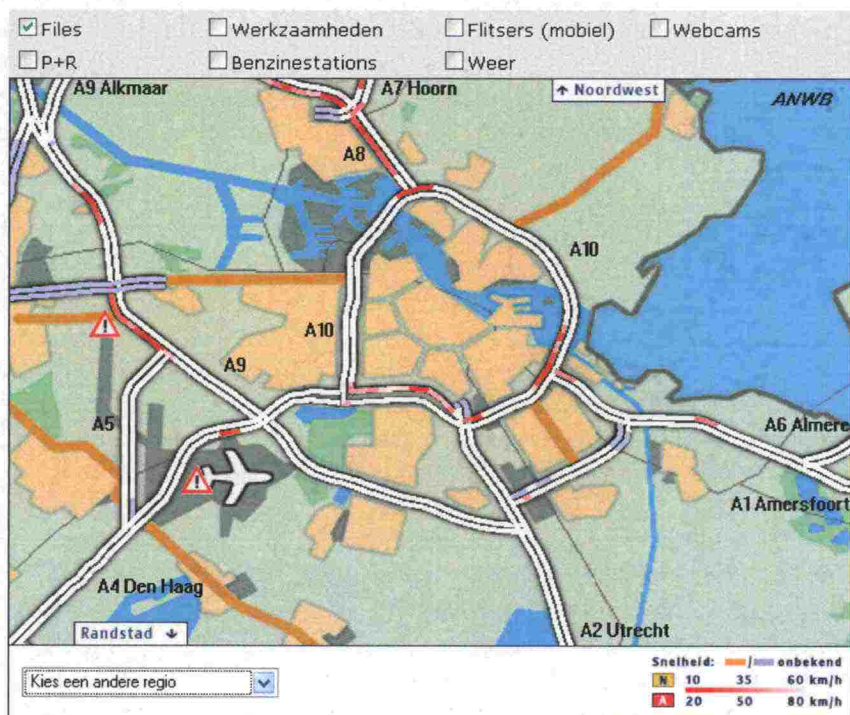 Files Werkzaamheden Flitsers (mobiel) Webcams
P+R Benzinestations Weer
A9 Alkmaar
A7 Hoorn
↑ Noordwest
ANWB
A8
A10
A10
A9
A5
A6 Almere
A1 Amersfoort
A4 Den Haag
Randstad ↓
A2 Utrecht
Kies een andere regio
Snelheid: / onbekend
N 10 35 60 km/h
A 20 50 80 km/h